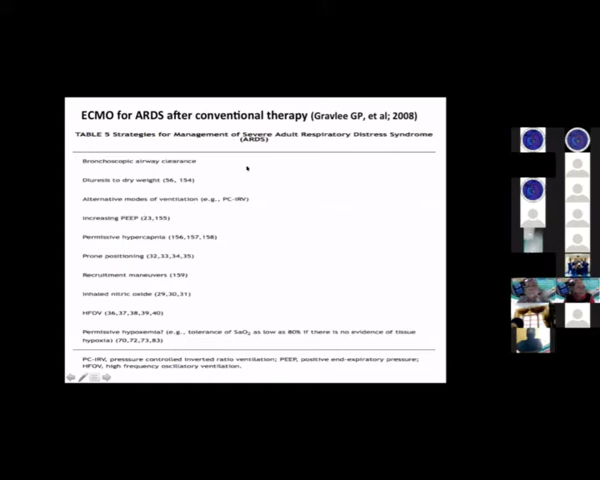 ECMO for ARDS after conventional therapy (Gravlee GP, et al; 2008)
TABLE 5 Strategies for Management of Severe Adult Respiratory Distress Syndrome
(ARDS)
Bronchoscopic airway clearance
Diuresis to dry weight (56, 154)
Alternative modes of ventilation (e.g., PC-IRV)
Increasing PEEP (23,155)
Permissive hypercapnia (156,157,158)
Prone positioning (32,33,34,35)
Recruitment maneuvers (159)
Inhaled nitric oxide (29,30,31)
HFOV (36,37,38,39,40)
Permissive hypoxemia? (e.g., tolerance of SaO2 as low as 80% if there is no evidence of tissue
hypoxia) (70,72,73,83)
PC-IRV, pressure controlled inverted ratio ventilation; PEEP, positive end-expiratory pressure;
HFOV, high frequency oscillatory ventilation.